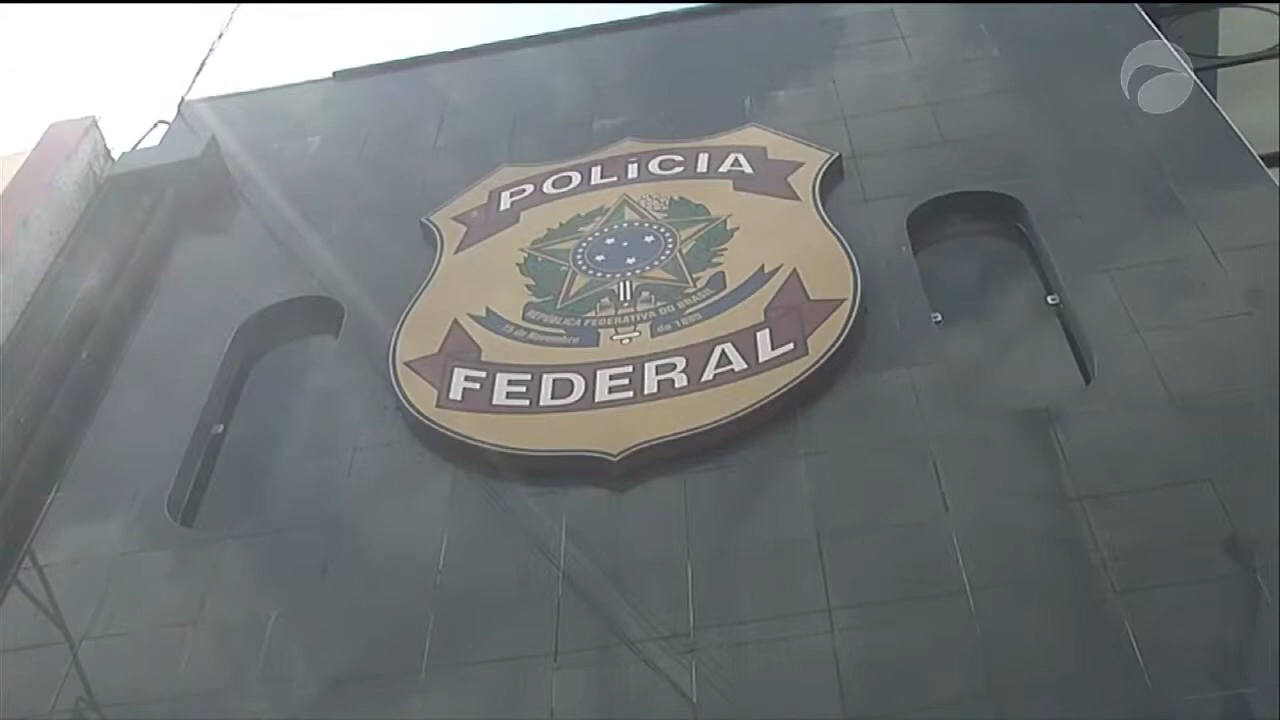 POLÍCIA
REPÚBLICA FEDERATIVA DO BRASIL
15 de Novembro
de 1889
FEDERAL